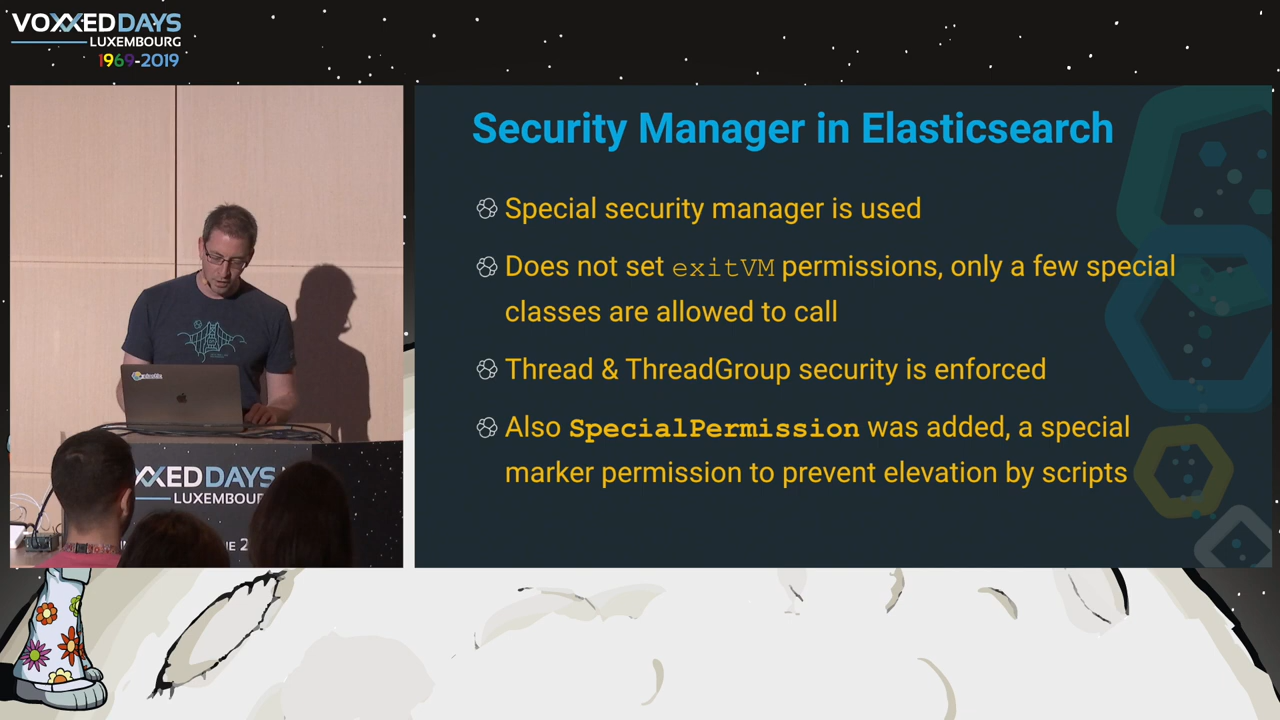 VOXXED DAYS
LUXEMBOURG
1969-2019
Security Manager in Elasticsearch
Special security manager is used
Does not set exitVM permissions, only a few special
classes are allowed to call
Thread & ThreadGroup security is enforced
Also SpecialPermission was added, a special
marker permission to prevent elevation by scripts
XXED DAYS
LUXEMBOURG